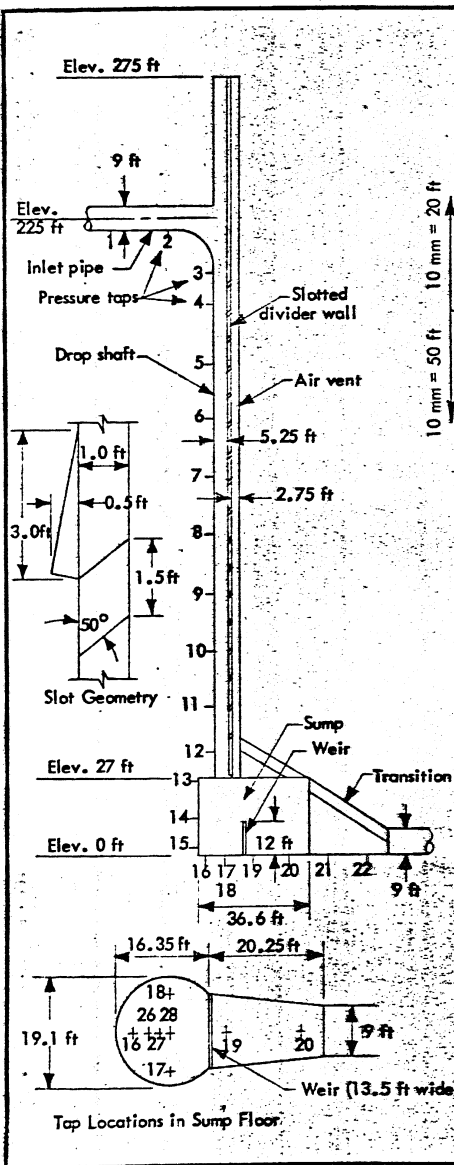 Elev. 275 ft
9 ft
Elev.
225 ft
1
2
Inlet pipe
Pressure taps
3
4
Slotted
divider wall
10 mm = 20 ft
10 mm = 50 ft
Drop shaft
5
Air vent
6
5.25 ft
1.0 ft
0.5 ft
3.0ft
7
2.75 ft
8
1.5 ft
9
50°
10
Slot Geometry
11
Sump
Weir
12
Elev. 27 ft
13
Transition
14
12 ft
Elev. 0 ft
15
16 17 19 20 21 22
18
9 ft
36.6 ft
16.35 ft
20.25 ft
18
26 28
19.1 ft
16 27
19
20
9 ft
17
Weir (13.5 ft wide
Tap Locations in Sump Floor